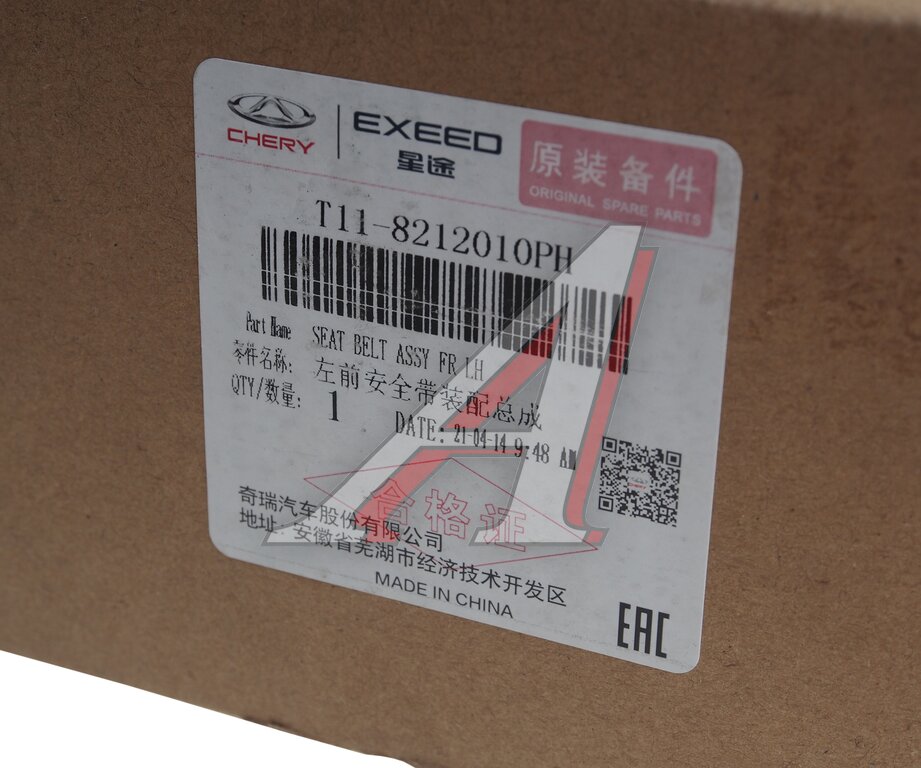 CHERY
EXEED
星途
原装备件
ORIGINAL SPARE PARTS
T11-8212010PH
Part Name SEAT BELT ASSY FR LH
零件名称: 左前安全带装配总成
QTY/数量: 1
DATE: 21-04-14 9:48 AM
合格证
奇瑞汽车股份有限公司
地址: 安徽省芜湖市经济技术开发区
MADE IN CHINA
EAC